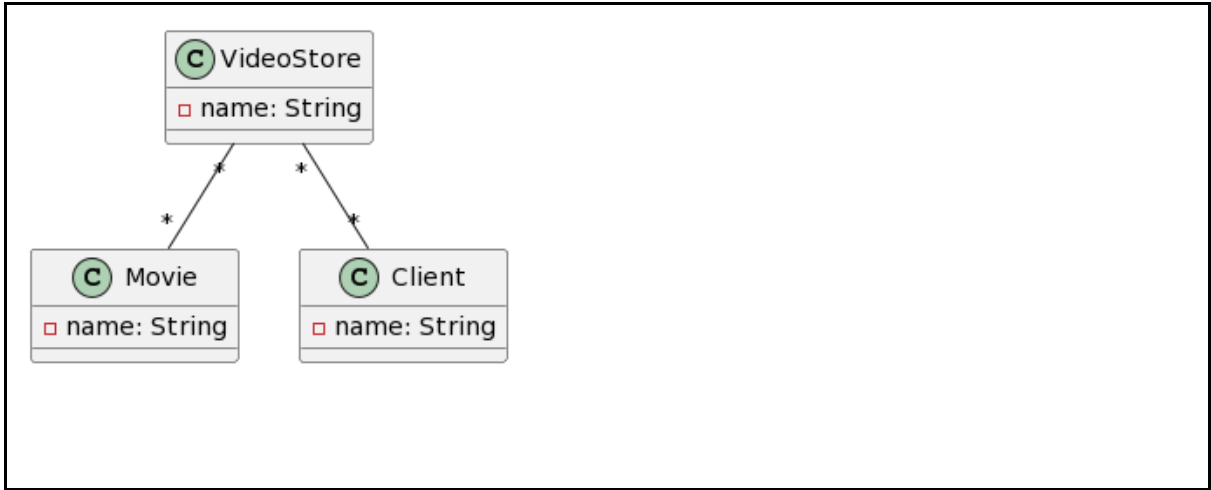 C VideoStore
name: String
* *
* *
C Movie
name: String
C Client
name: String